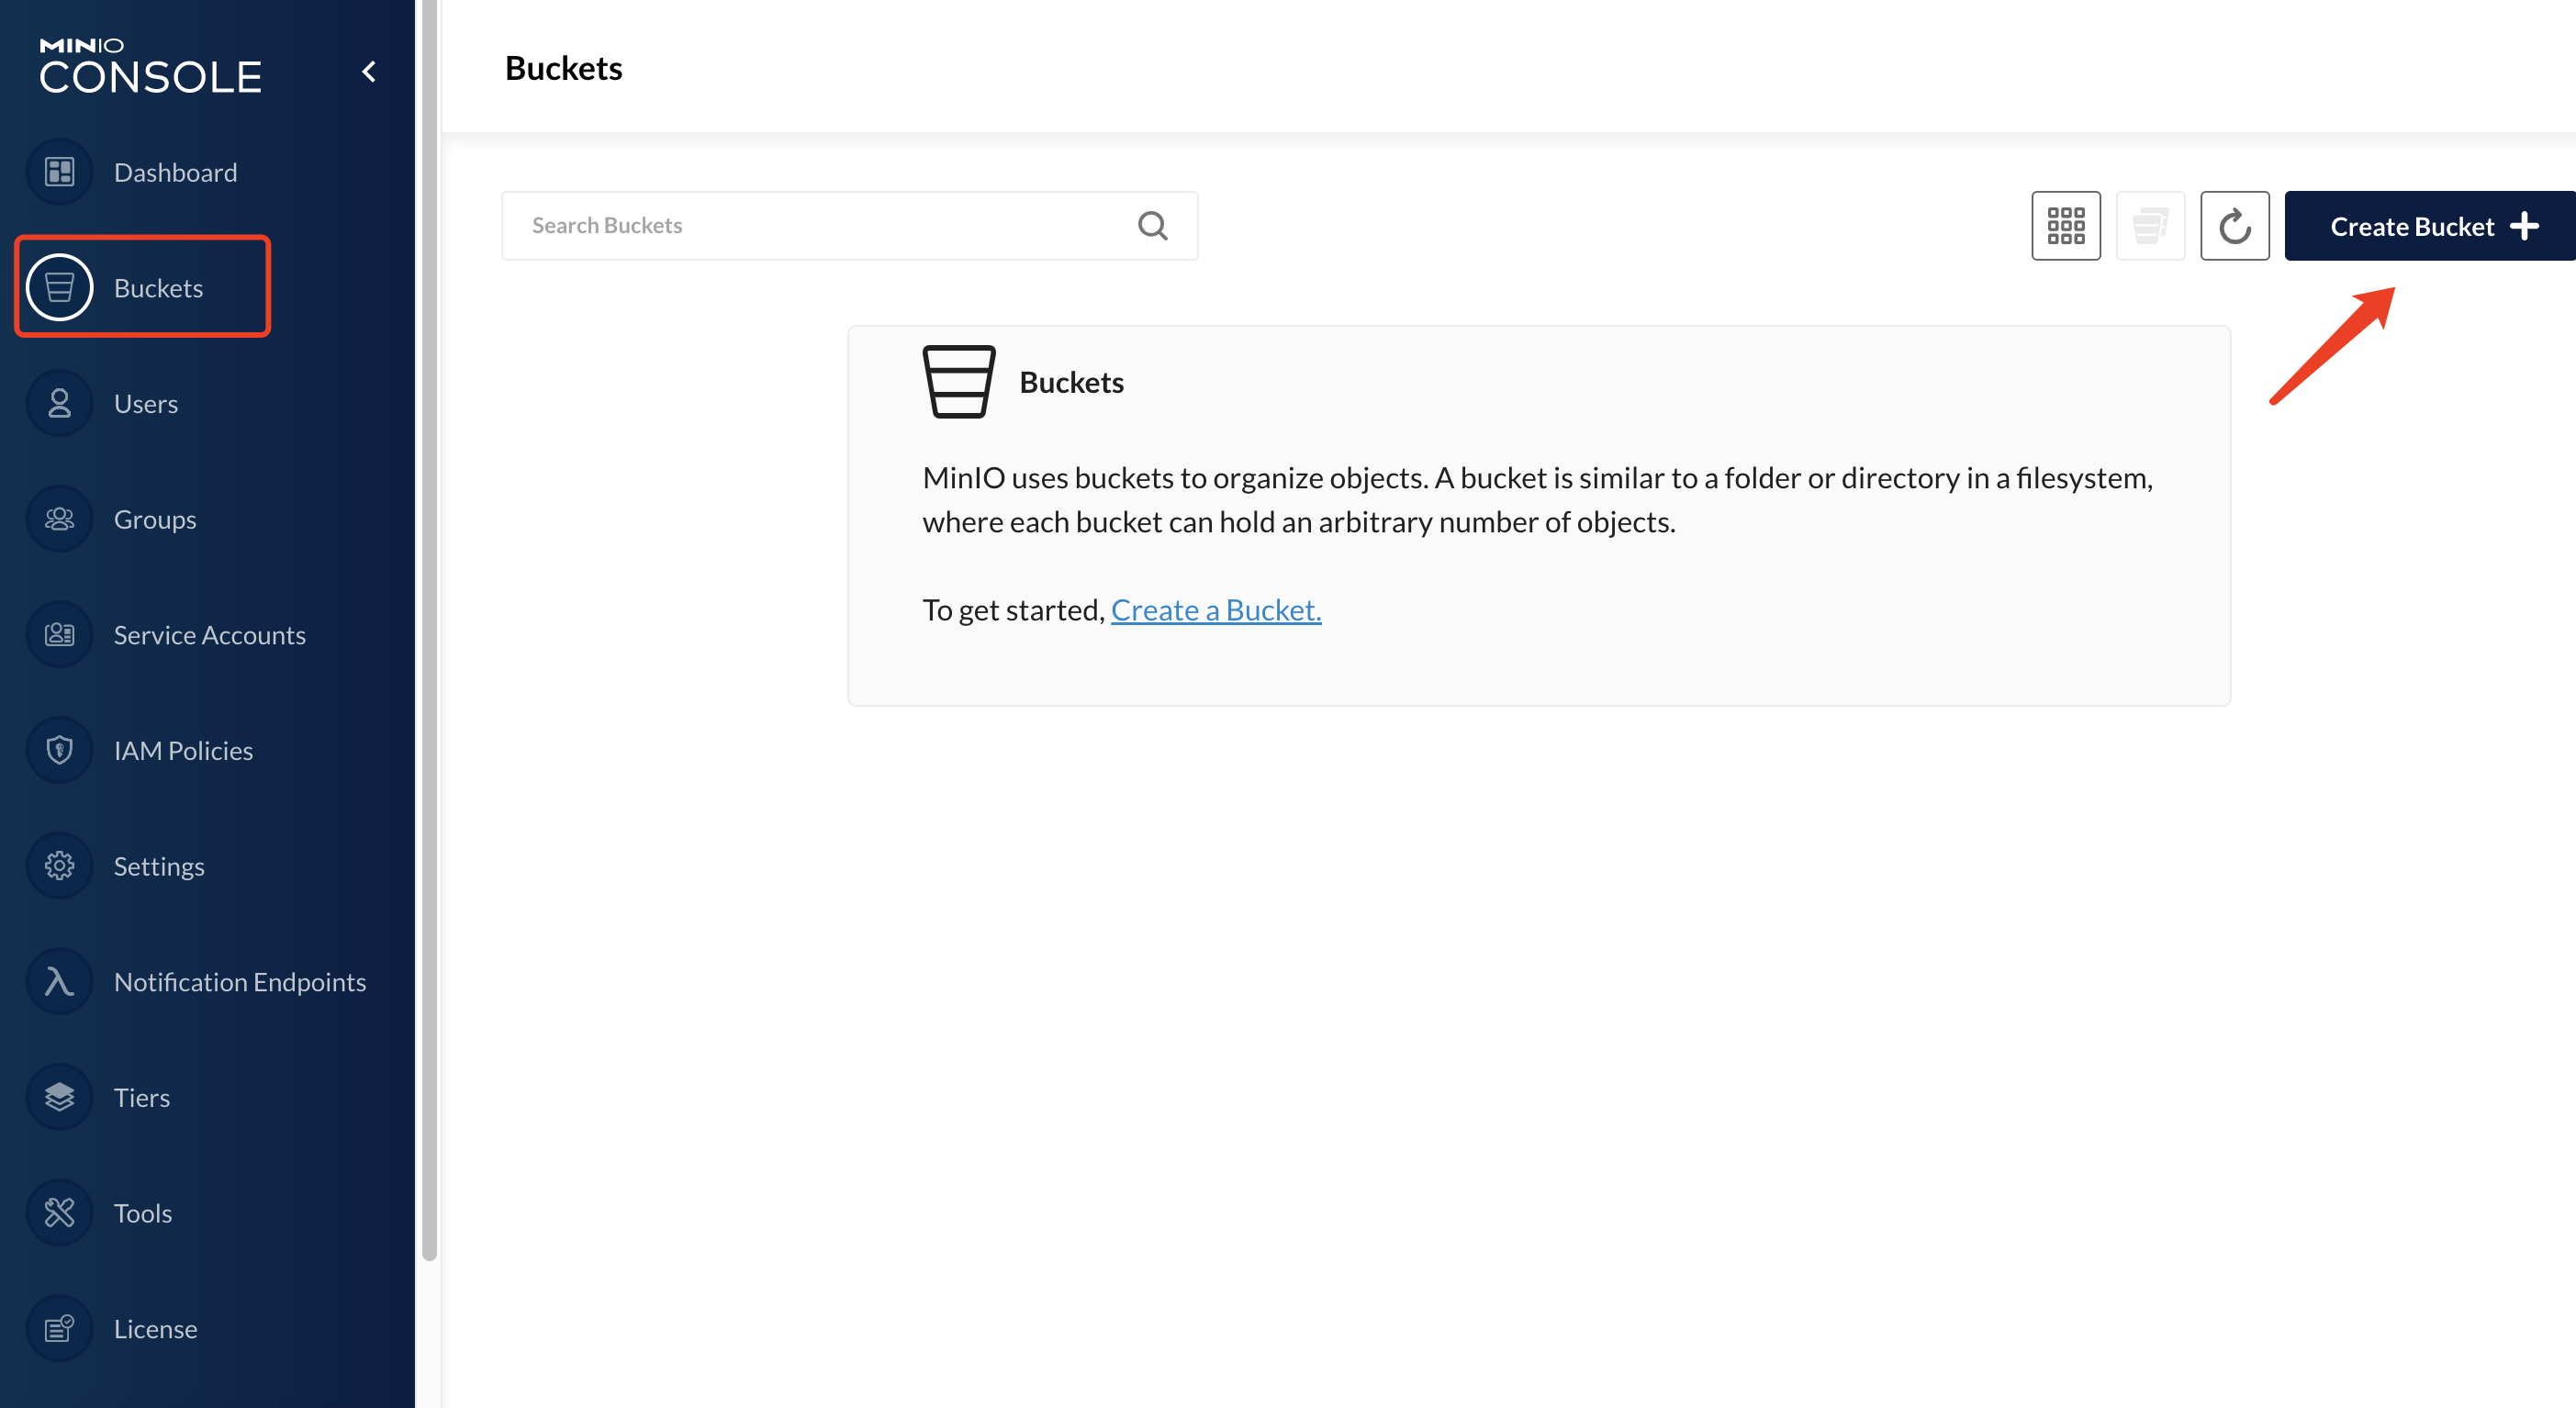 MINIO
CONSOLE
Dashboard
Buckets
Users
Groups
Service Accounts
IAM Policies
Settings
Notification Endpoints
Tiers
Tools
License
Buckets
Search Buckets
Create Bucket
Buckets
MinIO uses buckets to organize objects. A bucket is similar to a folder or directory in a filesystem,
where each bucket can hold an arbitrary number of objects.
To get started, Create a Bucket.